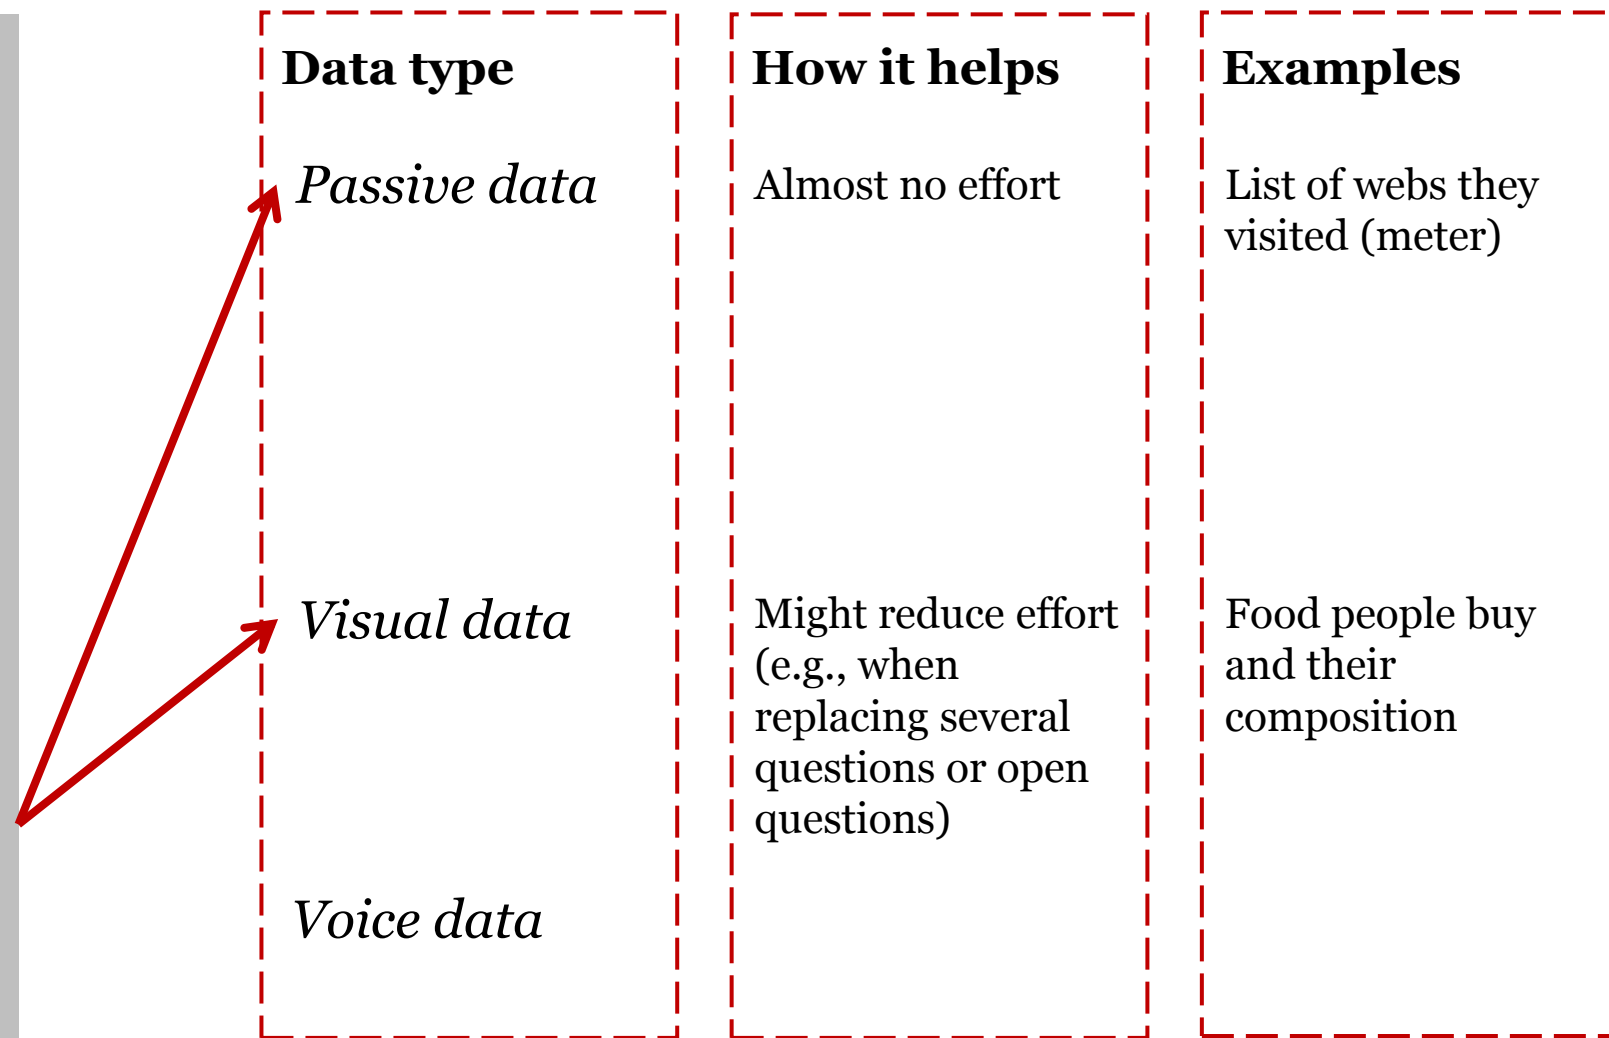 Data type
Passive data
Visual data
Voice data
How it helps
Almost no effort
Might reduce effort
(e.g., when
replacing several
questions or open
questions)
Examples
List of webs they
visited (meter)
Food people buy
and their
composition